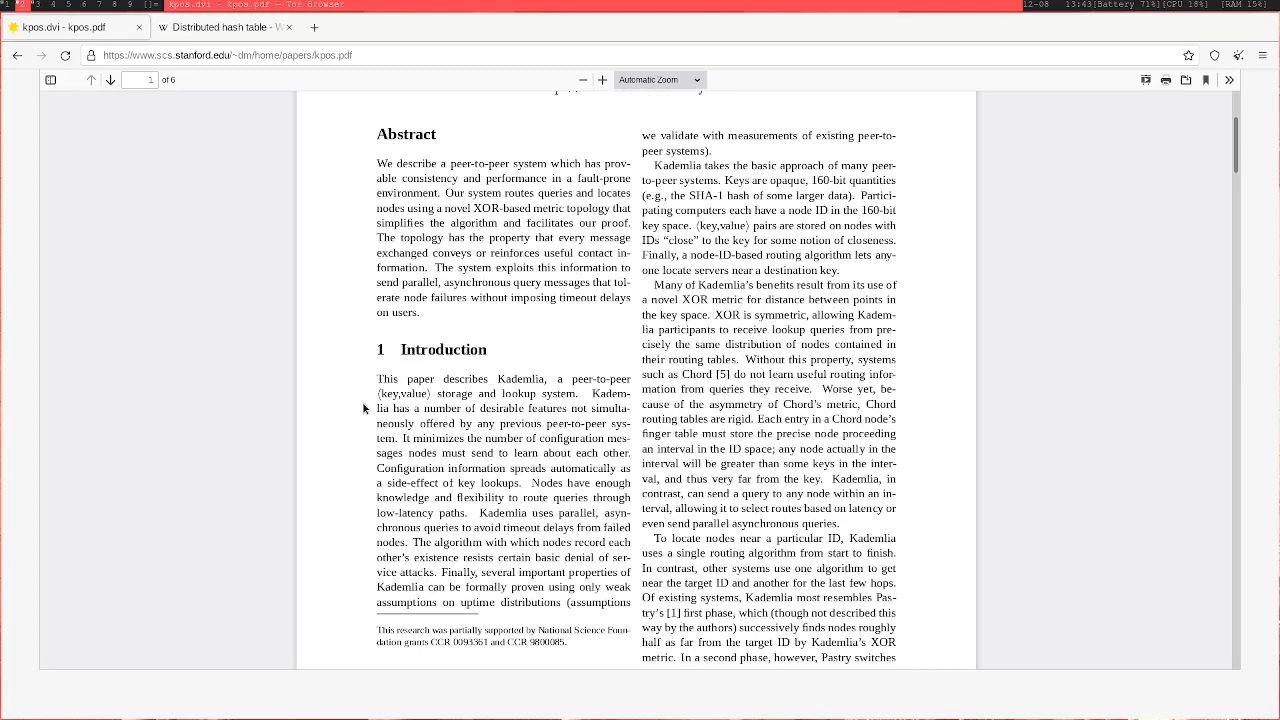 1 2 3 4 5 6 7 8 9 []= kpos.dvi - kpos.pdf - Tor Browser 12-08 13:43[Battery 71%][CPU 18%] [RAM 15%]
kpos.dvi - kpos.pdf × W Distributed hash table - × +
https://www.scs.stanford.edu/~dm/home/papers/kpos.pdf
1 of 6 Automatic Zoom
Abstract
We describe a peer-to-peer system which has prov-
able consistency and performance in a fault-prone
environment. Our system routes queries and locates
nodes using a novel XOR-based metric topology that
simplifies the algorithm and facilitates our proof.
The topology has the property that every message
exchanged conveys or reinforces useful contact in-
formation. The system exploits this information to
send parallel, asynchronous query messages that tol-
erate node failures without imposing timeout delays
on users.
1 Introduction
This paper describes Kademlia, a peer-to-peer
⟨key,value⟩ storage and lookup system. Kadem-
lia has a number of desirable features not simulta-
neously offered by any previous peer-to-peer sys-
tem. It minimizes the number of configuration mes-
sages nodes must send to learn about each other.
Configuration information spreads automatically as
a side-effect of key lookups. Nodes have enough
knowledge and flexibility to route queries through
low-latency paths. Kademlia uses parallel, asyn-
chronous queries to avoid timeout delays from failed
nodes. The algorithm with which nodes record each
other's existence resists certain basic denial of ser-
vice attacks. Finally, several important properties of
Kademlia can be formally proven using only weak
assumptions on uptime distributions (assumptions
This research was partially supported by National Science Foun-
dation grants CCR 0093361 and CCR 9800085.
we validate with measurements of existing peer-to-
peer systems).
Kademlia takes the basic approach of many peer-
to-peer systems. Keys are opaque, 160-bit quantities
(e.g., the SHA-1 hash of some larger data). Partici-
pating computers each have a node ID in the 160-bit
key space. ⟨key,value⟩ pairs are stored on nodes with
IDs “close” to the key for some notion of closeness.
Finally, a node-ID-based routing algorithm lets any-
one locate servers near a destination key.
Many of Kademlia's benefits result from its use of
a novel XOR metric for distance between points in
the key space. XOR is symmetric, allowing Kadem-
lia participants to receive lookup queries from pre-
cisely the same distribution of nodes contained in
their routing tables. Without this property, systems
such as Chord [5] do not learn useful routing infor-
mation from queries they receive. Worse yet, be-
cause of the asymmetry of Chord's metric, Chord
routing tables are rigid. Each entry in a Chord node's
finger table must store the precise node proceeding
an interval in the ID space; any node actually in the
interval will be greater than some keys in the inter-
val, and thus very far from the key. Kademlia, in
contrast, can send a query to any node within an in-
terval, allowing it to select routes based on latency or
even send parallel asynchronous queries.
To locate nodes near a particular ID, Kademlia
uses a single routing algorithm from start to finish.
In contrast, other systems use one algorithm to get
near the target ID and another for the last few hops.
Of existing systems, Kademlia most resembles Pas-
try's [1] first phase, which (though not described this
way by the authors) successively finds nodes roughly
half as far from the target ID by Kademlia's XOR
metric. In a second phase, however, Pastry switches